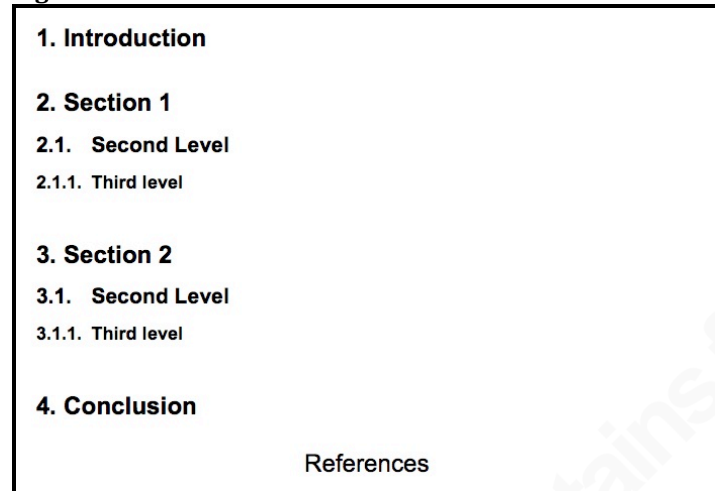 1. Introduction
2. Section 1
2.1. Second Level
2.1.1. Third level
3. Section 2
3.1. Second Level
3.1.1. Third level
4. Conclusion
References